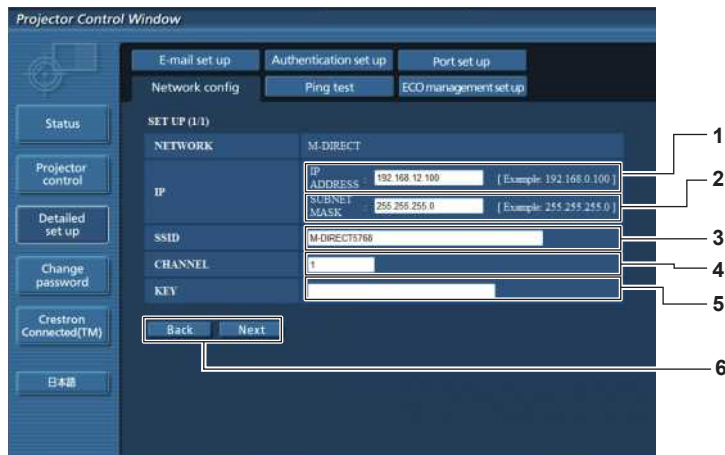 Projector Control Window
E-mail set up
Authentication set up
Port set up
Network config
Ping test
ECO management set up
Status
Projector
control
Detailed
set up
Change
password
Crestron
Connected(TM)
日本語
SET UP (1/1)
NETWORK
M-DIRECT
IP
IP
ADDRESS : 192.168.12.100 [ Example: 192.168.0.100 ]
SUBNET
MASK : 255.255.255.0 [ Example: 255.255.255.0 ]
SSID
M-DIRECT5768
CHANNEL
1
KEY
Back
Next
1
2
3
4
5
6